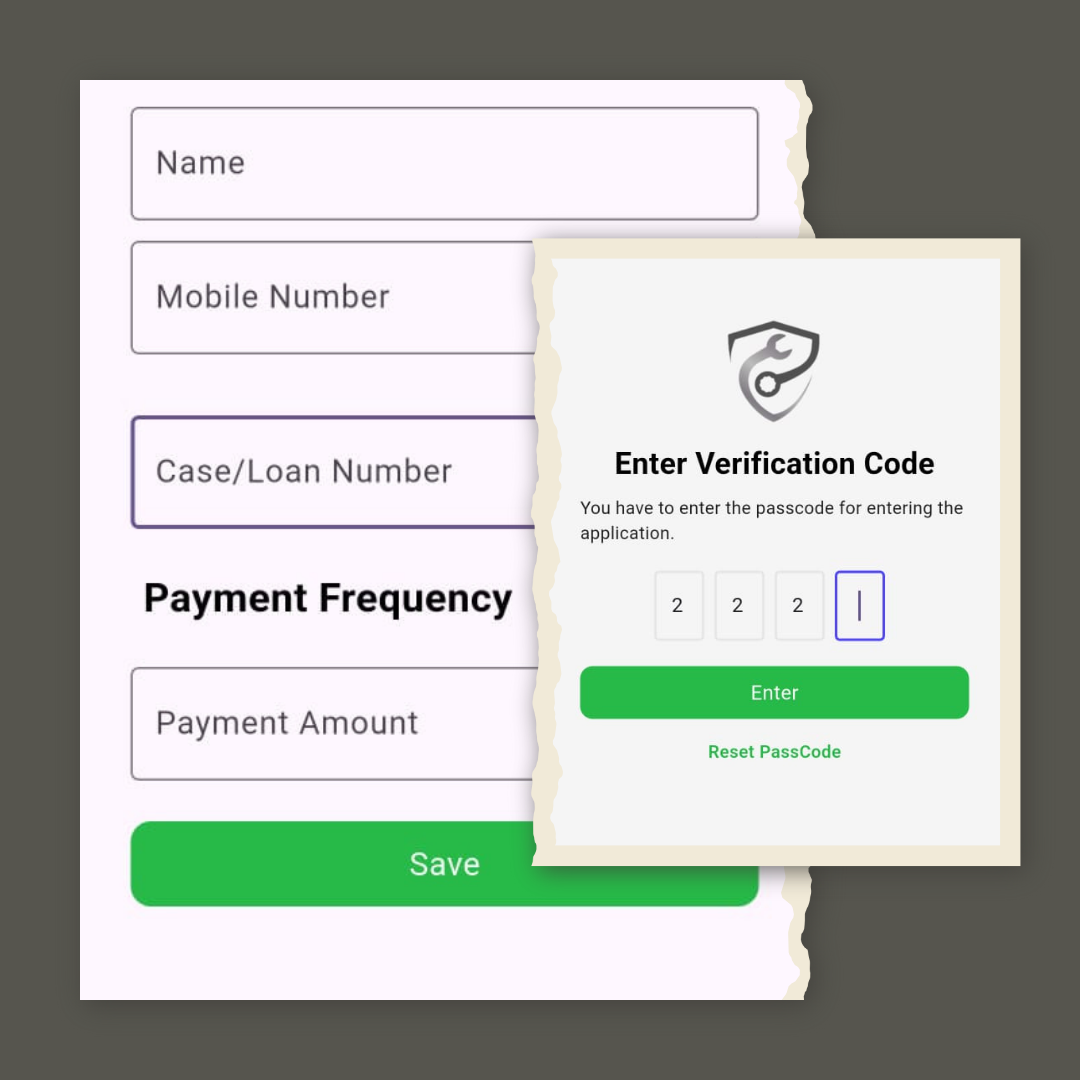 Name
Mobile Number
Case/Loan Number
Payment Frequency
Payment Amount
Save
Enter Verification Code
You have to enter the passcode for entering the
application.
2 2 2
Enter
Reset PassCode